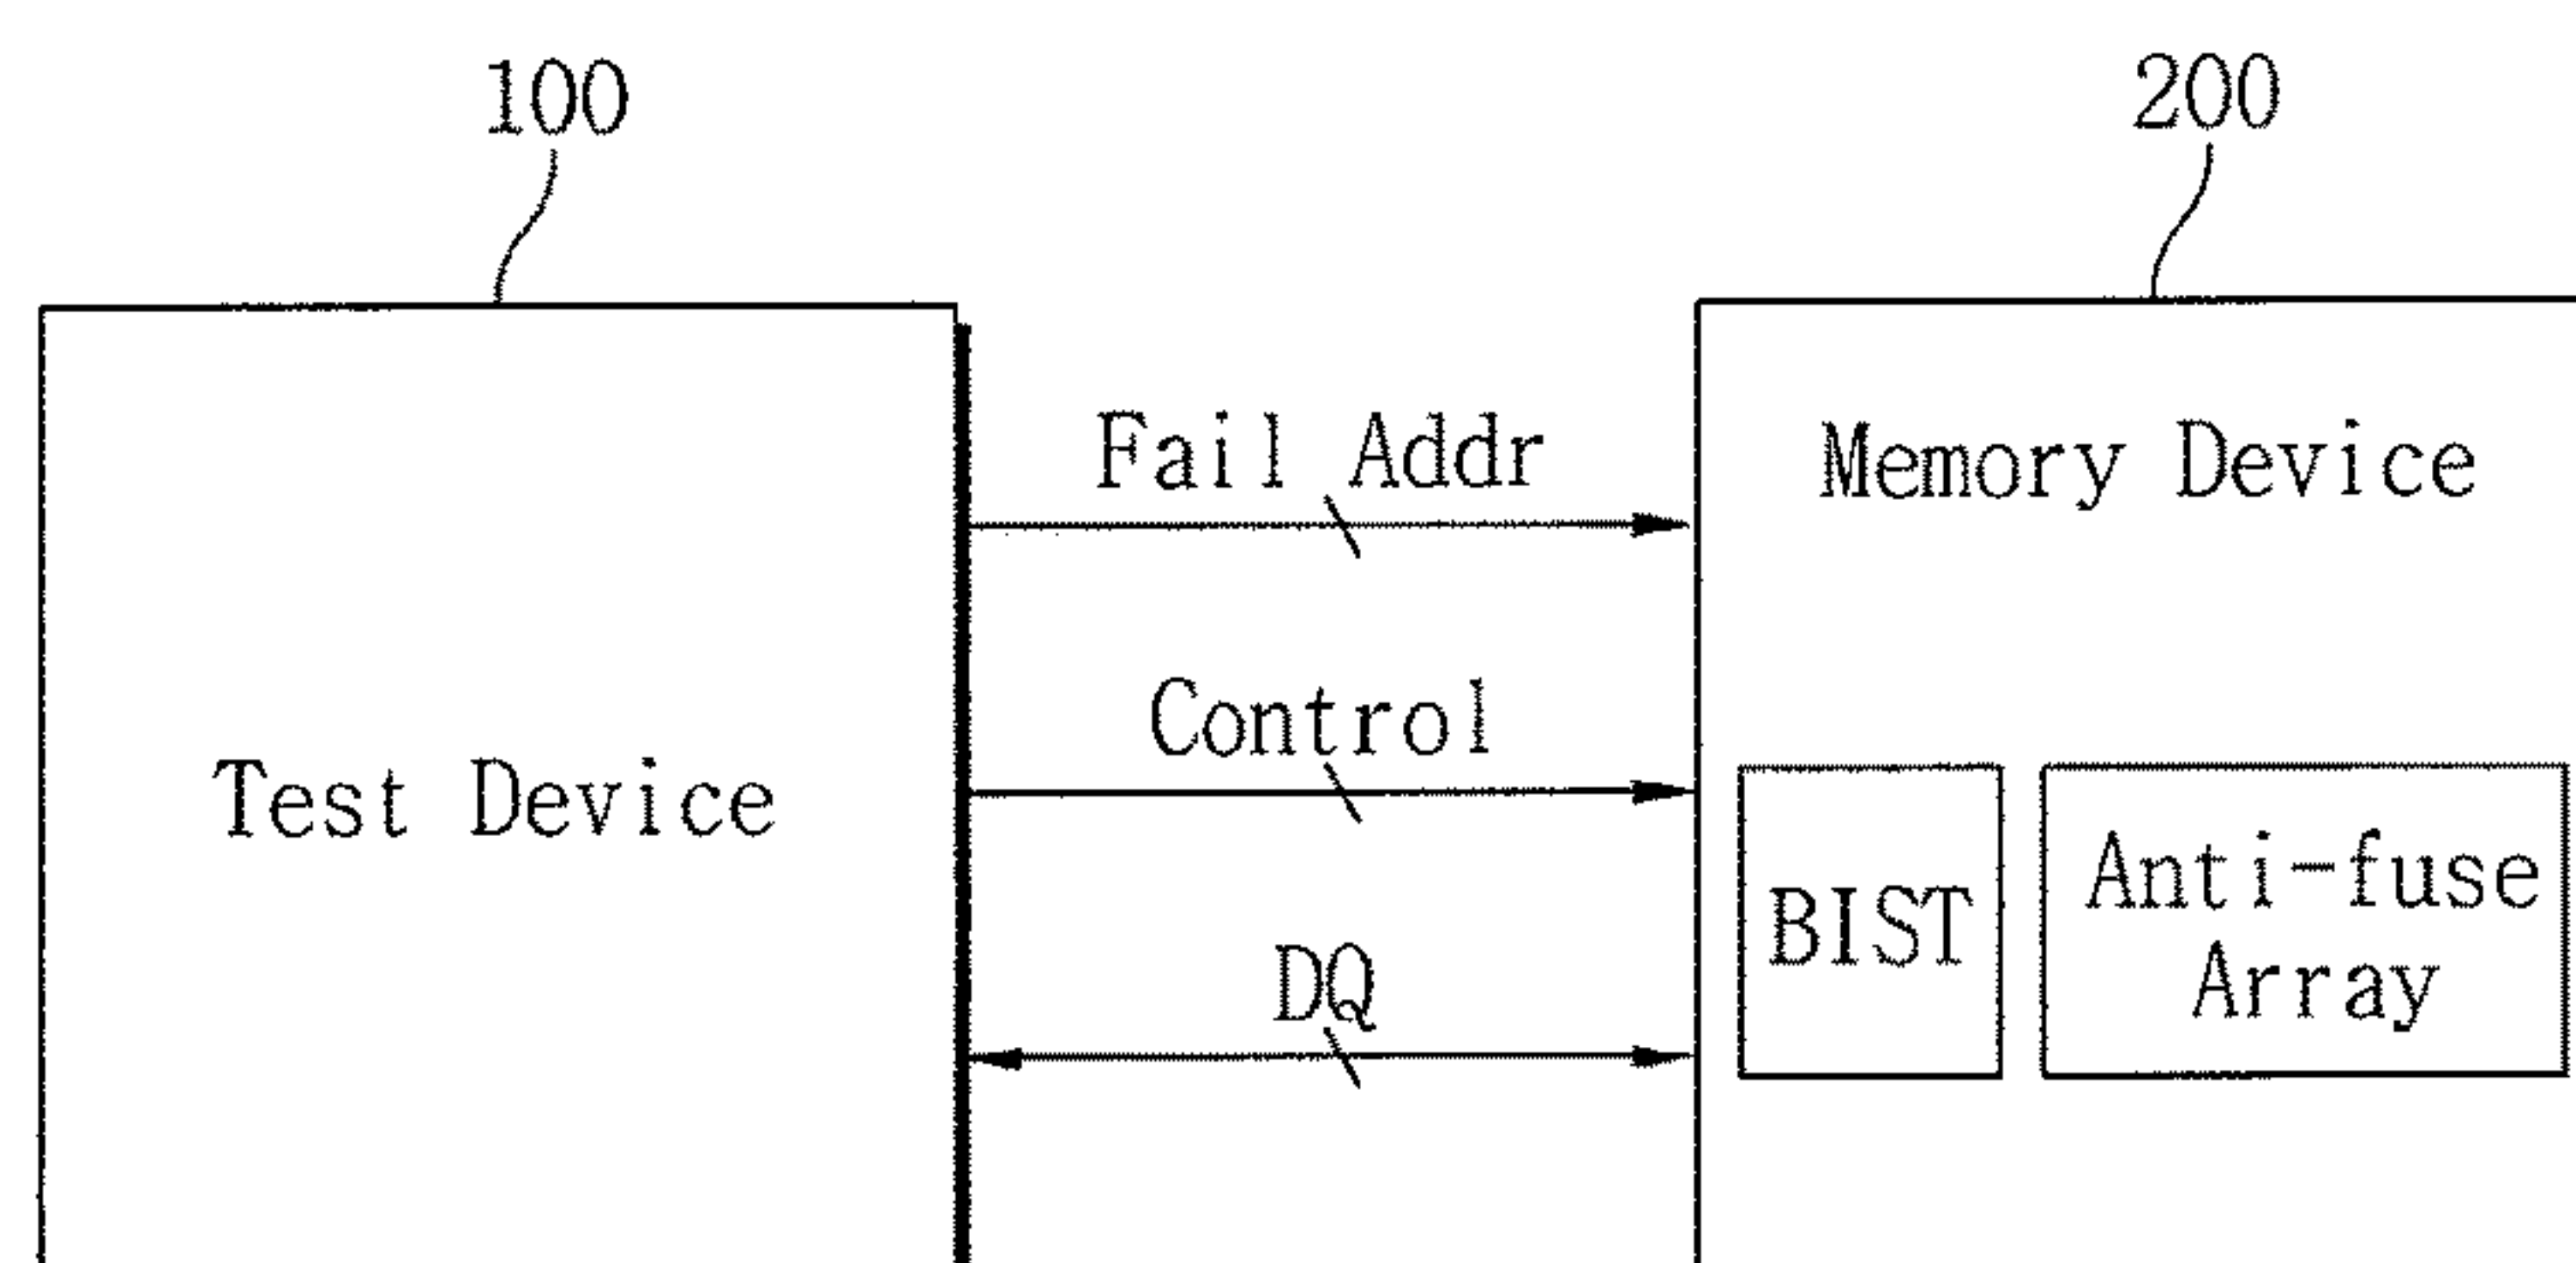 100
200
Fail Addr
Memory Device
Control
Test Device
BIST
Anti-fuse
Array
DQ